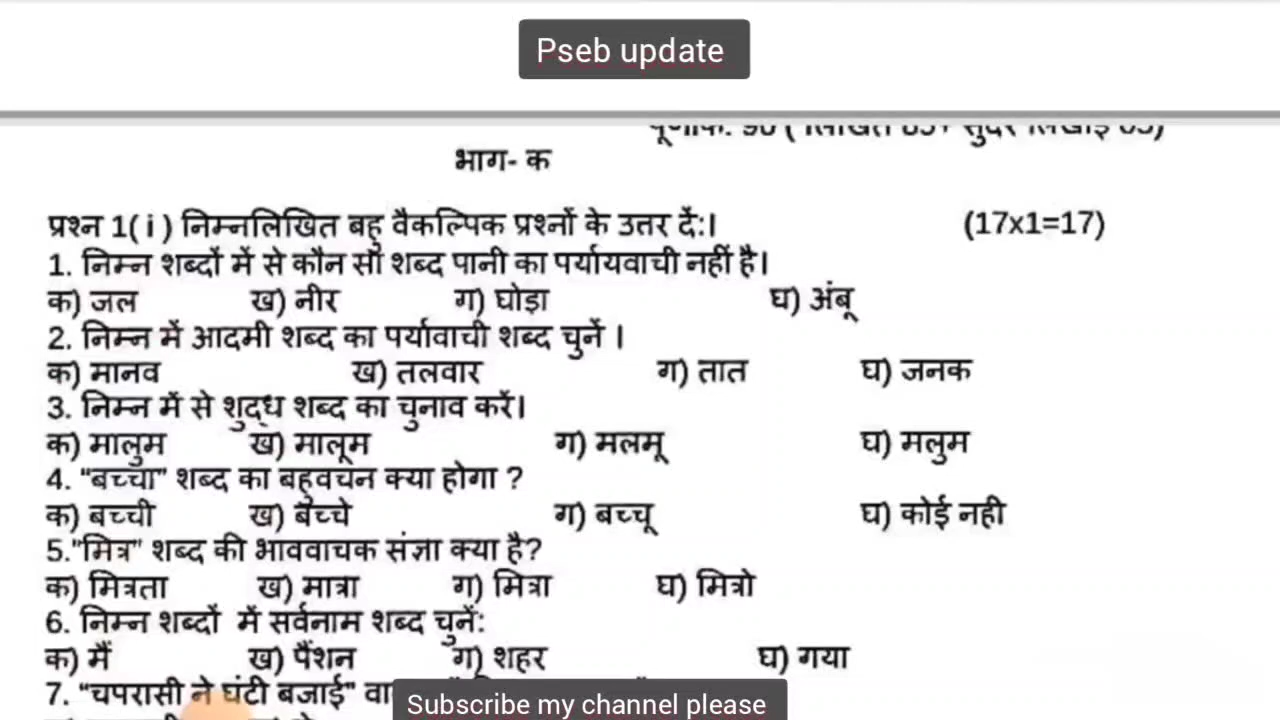 Pseb update
भाग- क
प्रश्न 1( i ) निम्नलिखित बहु वैकल्पिक प्रश्नों के उत्तर दें:। (17x1=17)
1. निम्न शब्दों में से कौन सा शब्द पानी का पर्यायवाची नहीं है।
क) जल ख) नीर ग) घोड़ा घ) अंबू
2. निम्न में आदमी शब्द का पर्यावाची शब्द चुनें ।
क) मानव ख) तलवार ग) तात घ) जनक
3. निम्न में से शुद्ध शब्द का चुनाव करें।
क) मालुम ख) मालूम ग) मलमू घ) मलुम
4. "बच्चा" शब्द का बहुवचन क्या होगा ?
क) बच्ची ख) बच्चे ग) बच्चू घ) कोई नही
5."मित्र" शब्द की भाववाचक संज्ञा क्या है?
क) मित्रता ख) मात्रा ग) मित्रा घ) मित्रो
6. निम्न शब्दों में सर्वनाम शब्द चुनें:
क) मैं ख) पैंशन ग) शहर घ) गया
7. "चपरासी ने घंटी बजाई"
Subscribe my channel please